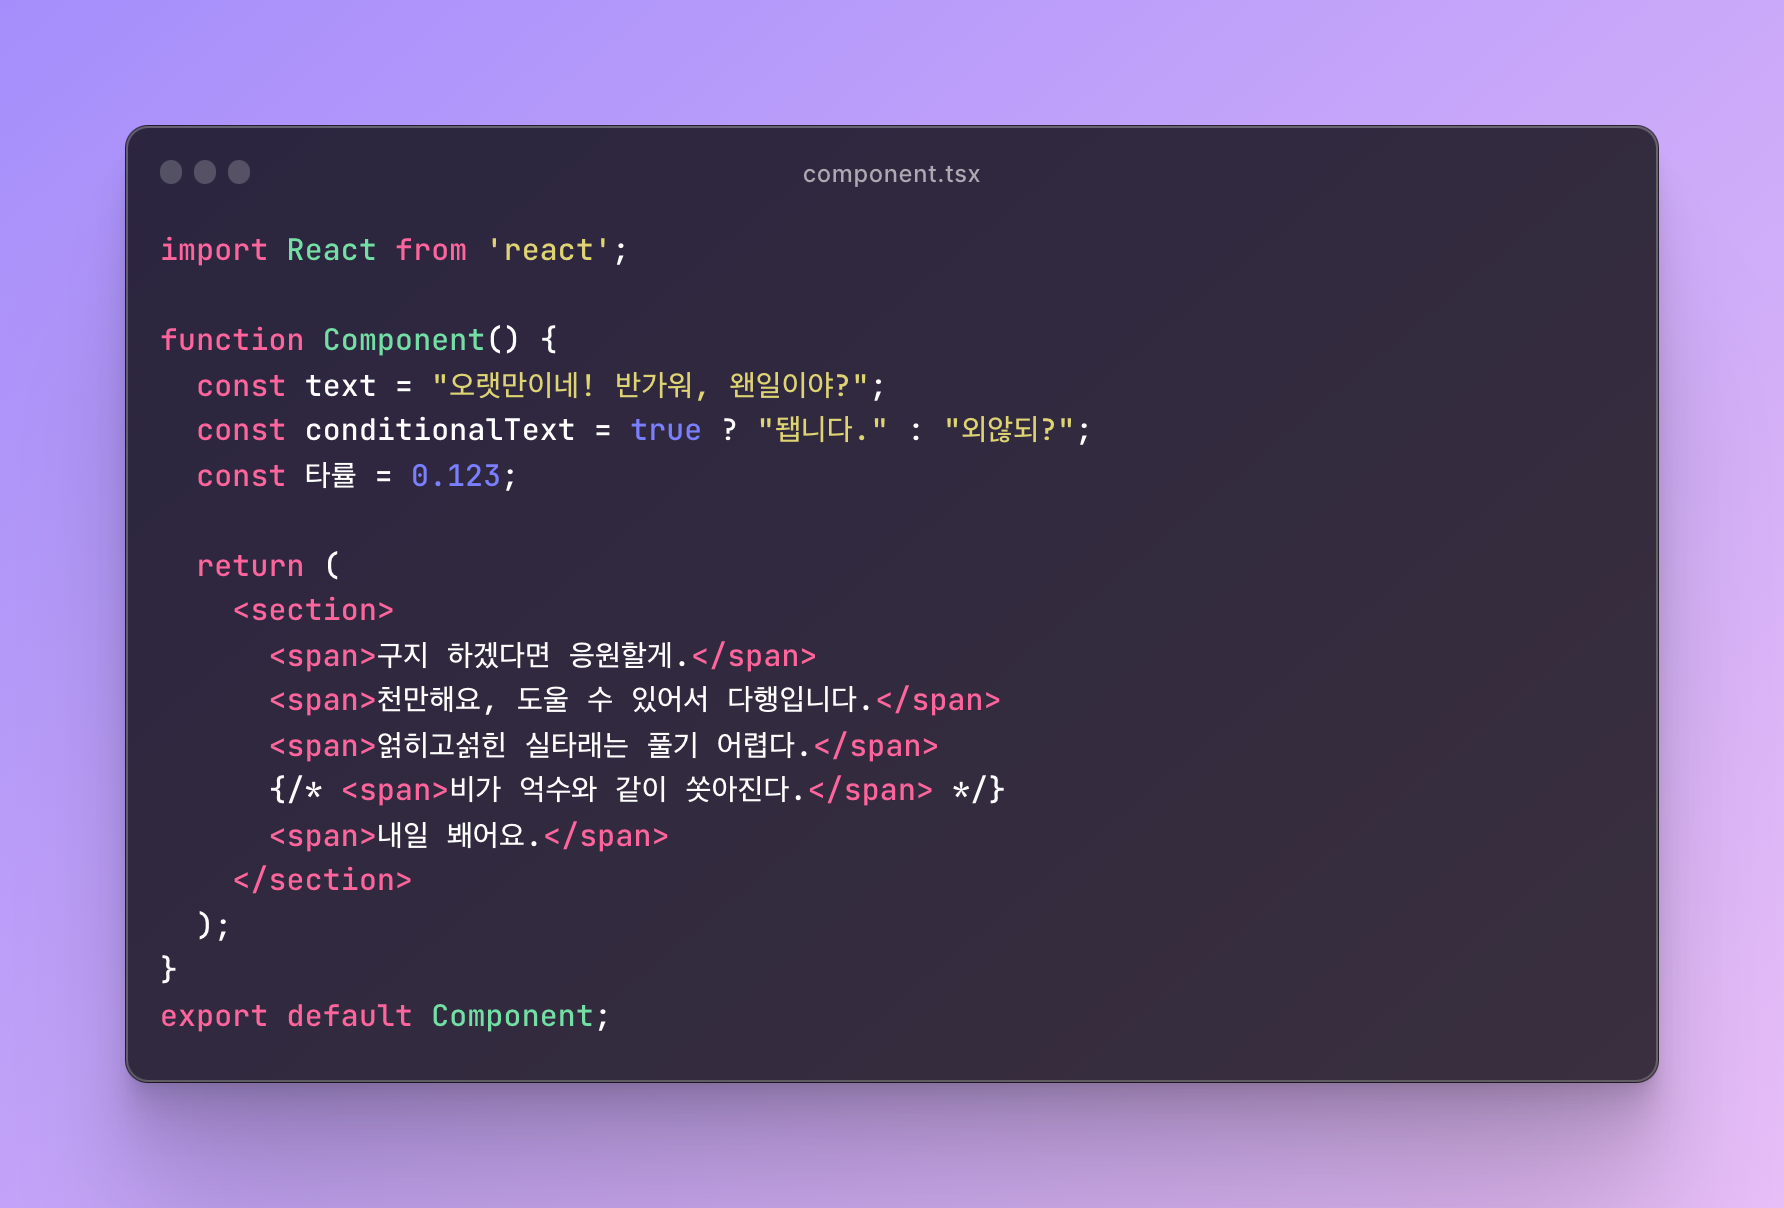 component.tsx
import React from 'react';
function Component() {
const text = "오랫만이네! 반가워, 왠일이야?";
const conditionalText = true ? "됍니다." : "외않되?";
const 타률 = 0.123;
return (
<section>
<span>구지 하겠다면 응원할게.</span>
<span>천만해요, 도울 수 있어서 다행입니다.</span>
<span>얽히고섥힌 실타래는 풀기 어렵다.</span>
{/* <span>비가 억수와 같이 쏫아진다.</span> */}
<span>내일 봬어요.</span>
</section>
);
}
export default Component;